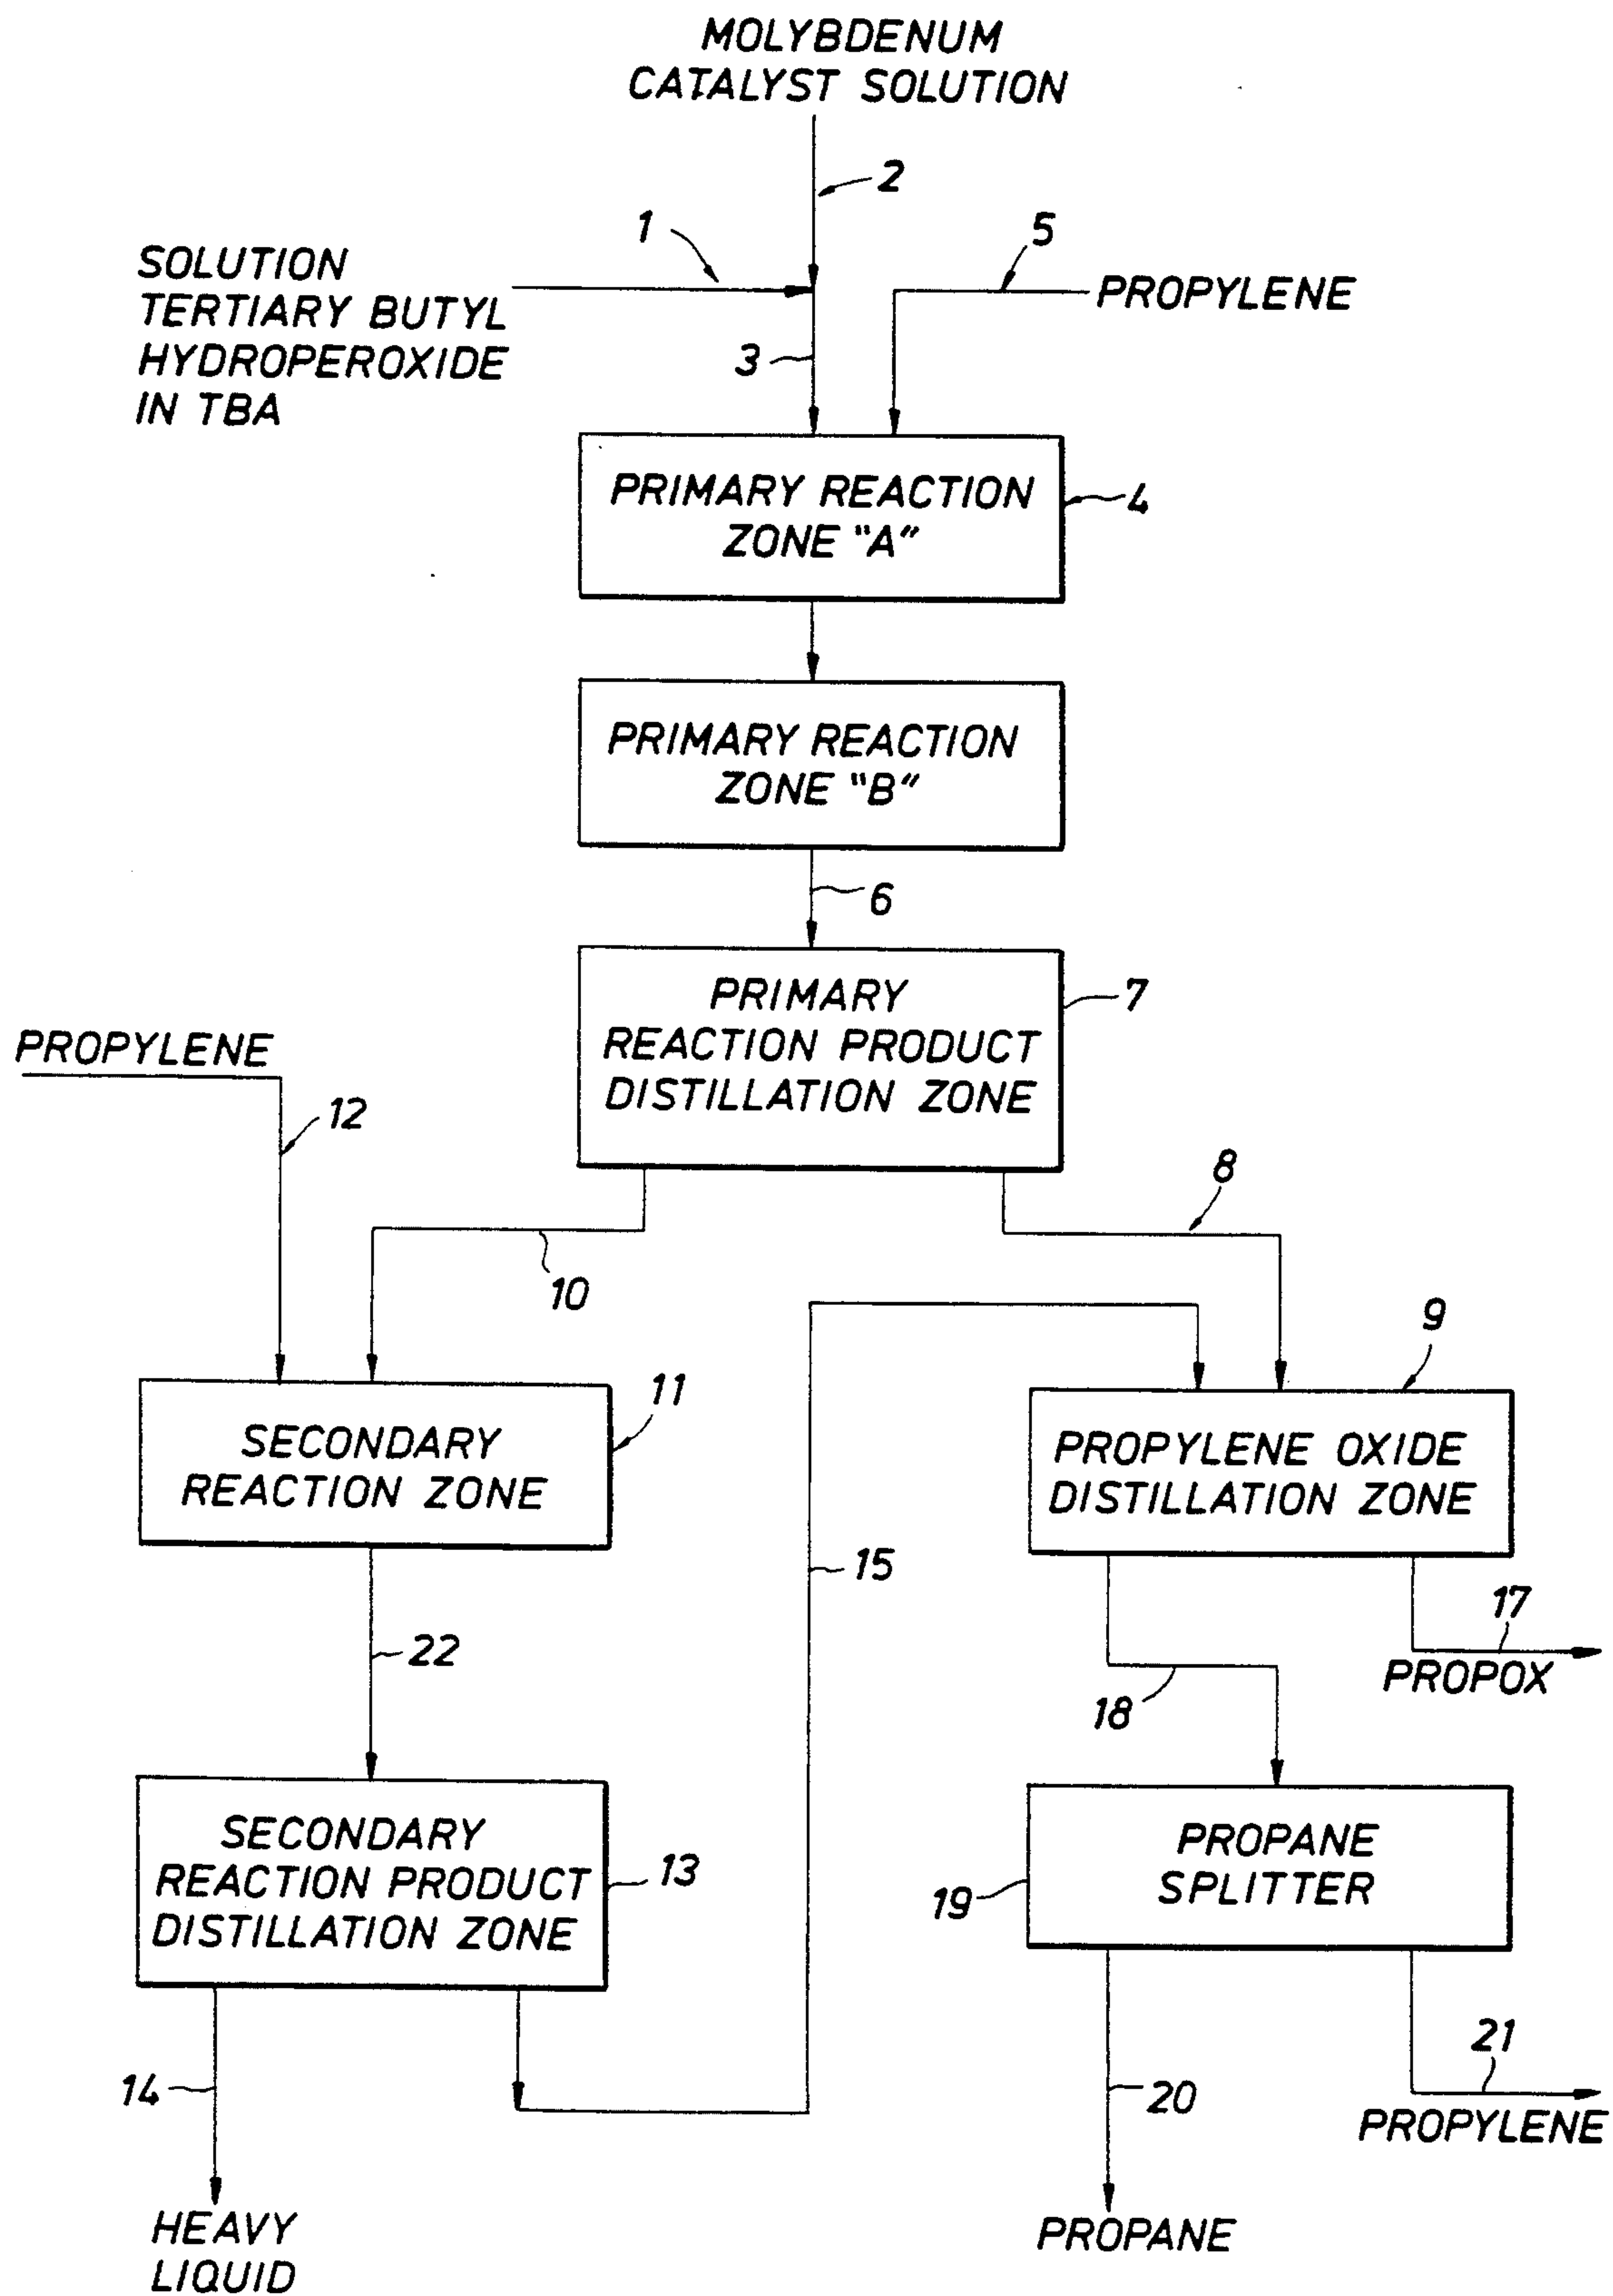 MOLYBDENUM
CATALYST SOLUTION
2
1
5
SOLUTION
TERTIARY BUTYL
HYDROPEROXIDE
IN TBA
PROPYLENE
3
PRIMARY REACTION
ZONE "A"
4
PRIMARY REACTION
ZONE "B"
6
PRIMARY
REACTION PRODUCT
DISTILLATION ZONE
7
PROPYLENE
12
8
10
9
SECONDARY
REACTION ZONE
11
PROPYLENE OXIDE
DISTILLATION ZONE
15
22
17
PROPOX
18
SECONDARY
REACTION PRODUCT
DISTILLATION ZONE
13
PROPANE
SPLITTER
19
14
20
21
PROPYLENE
HEAVY
LIQUID
PROPANE